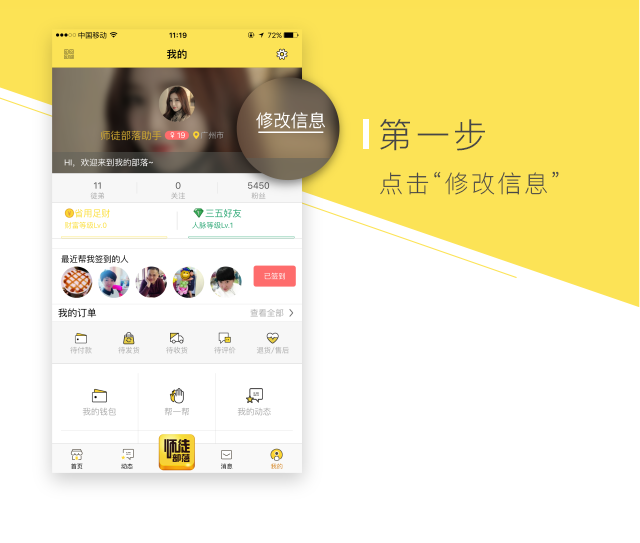 中国移动
11:19
72%
我的
修改信息
师徒部落助手
19
广州市
HI，欢迎来到我的部落~
11
0
5450
徒弟
关注
粉丝
省用足财
三五好友
财富等级Lv.0
人脉等级Lv.1
最近帮我签到的人
已签到
我的订单
查看全部
待付款
待发货
待收货
待评价
退货/售后
我的钱包
帮一帮
我的动态
首页
动态
师徒
部落
消息
我的
第一步
点击“修改信息”